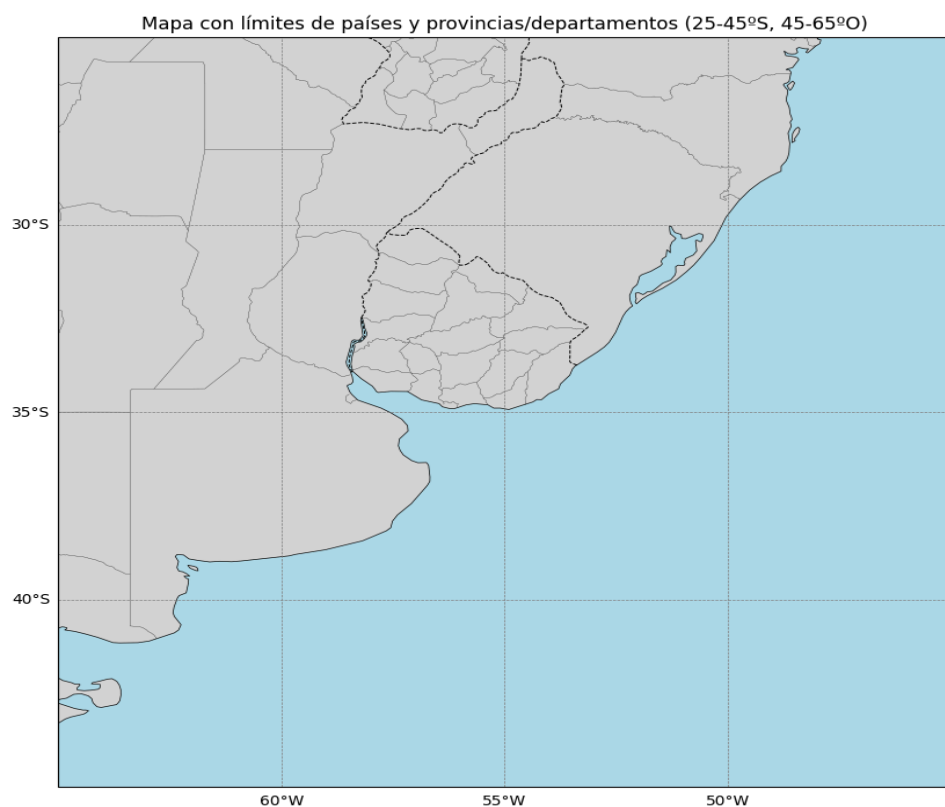 Mapa con límites de países y provincias/departamentos (25-45ºS, 45-65ºO)
30°S
35°S
40°S
60°W
55°W
50°W